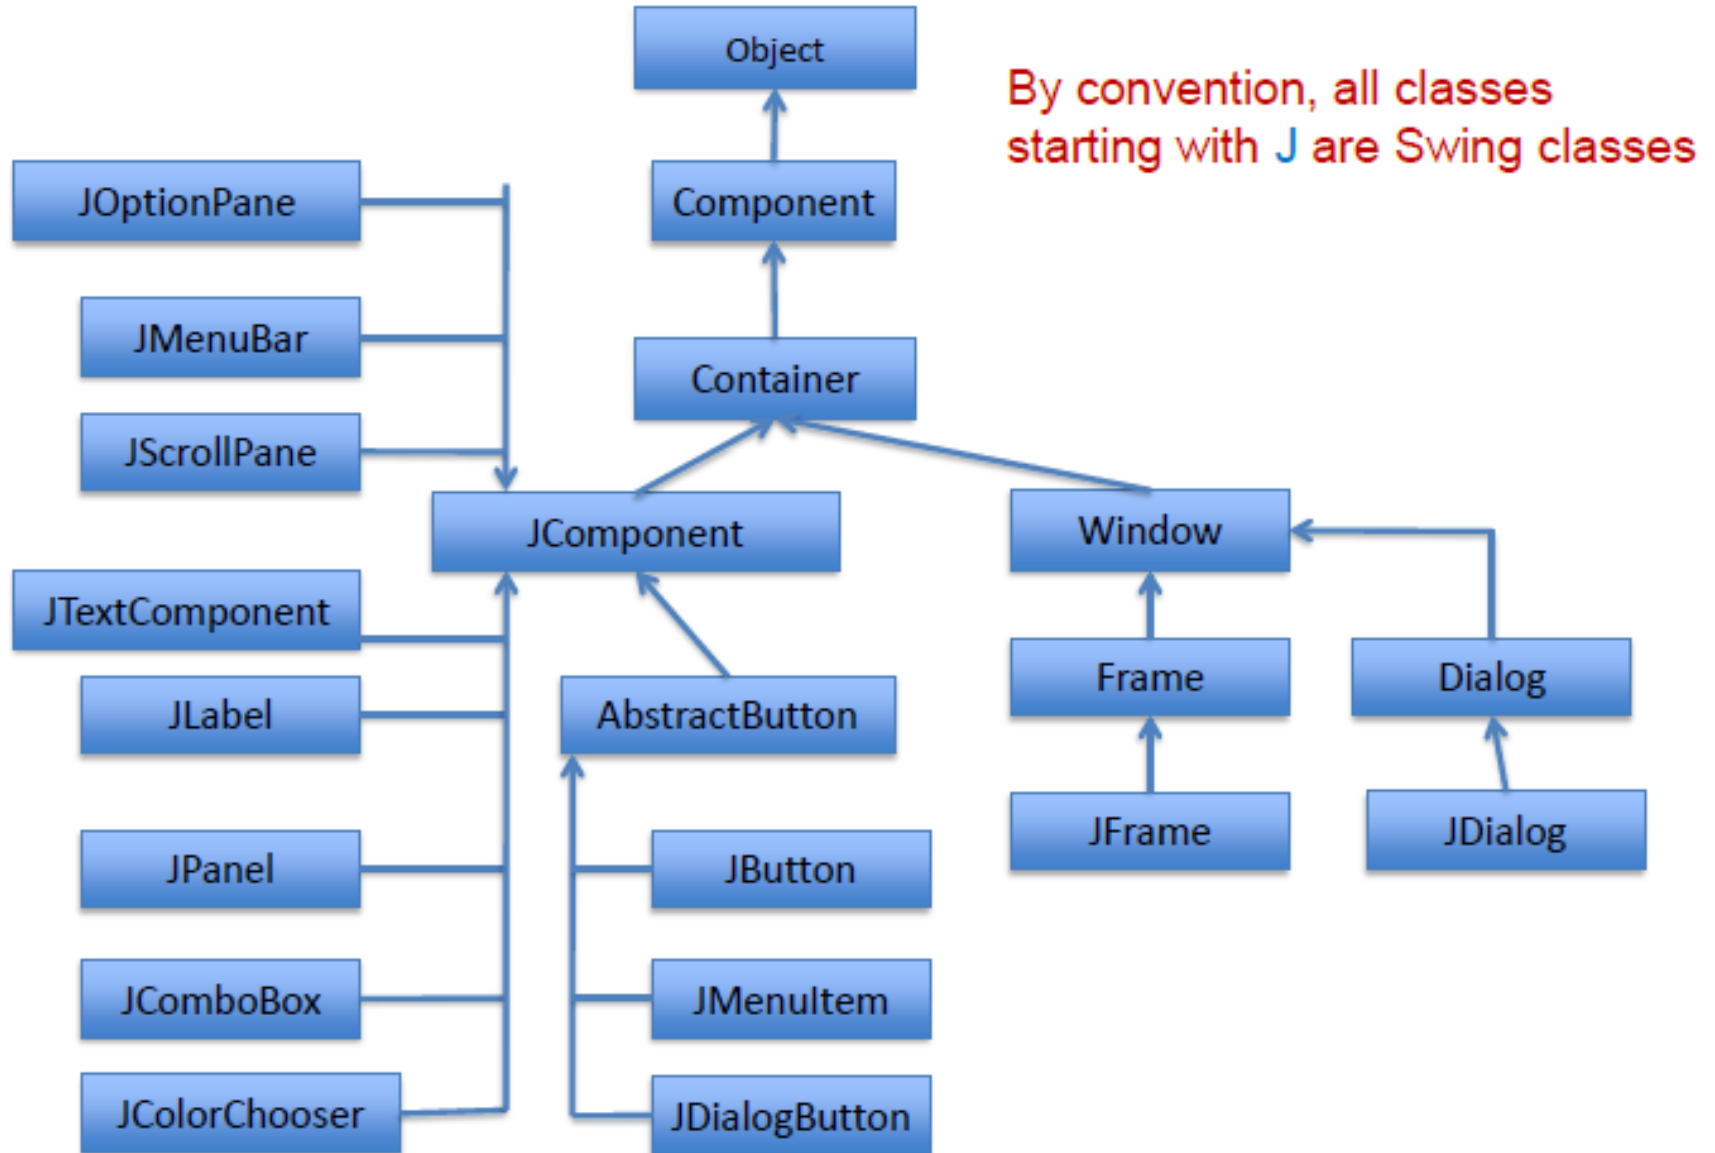 Object
By convention, all classes
starting with J are Swing classes
JOptionPane
Component
JMenuBar
Container
JScrollPane
JComponent
Window
JTextComponent
Frame
Dialog
JLabel
AbstractButton
JFrame
JDialog
JPanel
JButton
JComboBox
JMenuItem
JColorChooser
JDialogButton